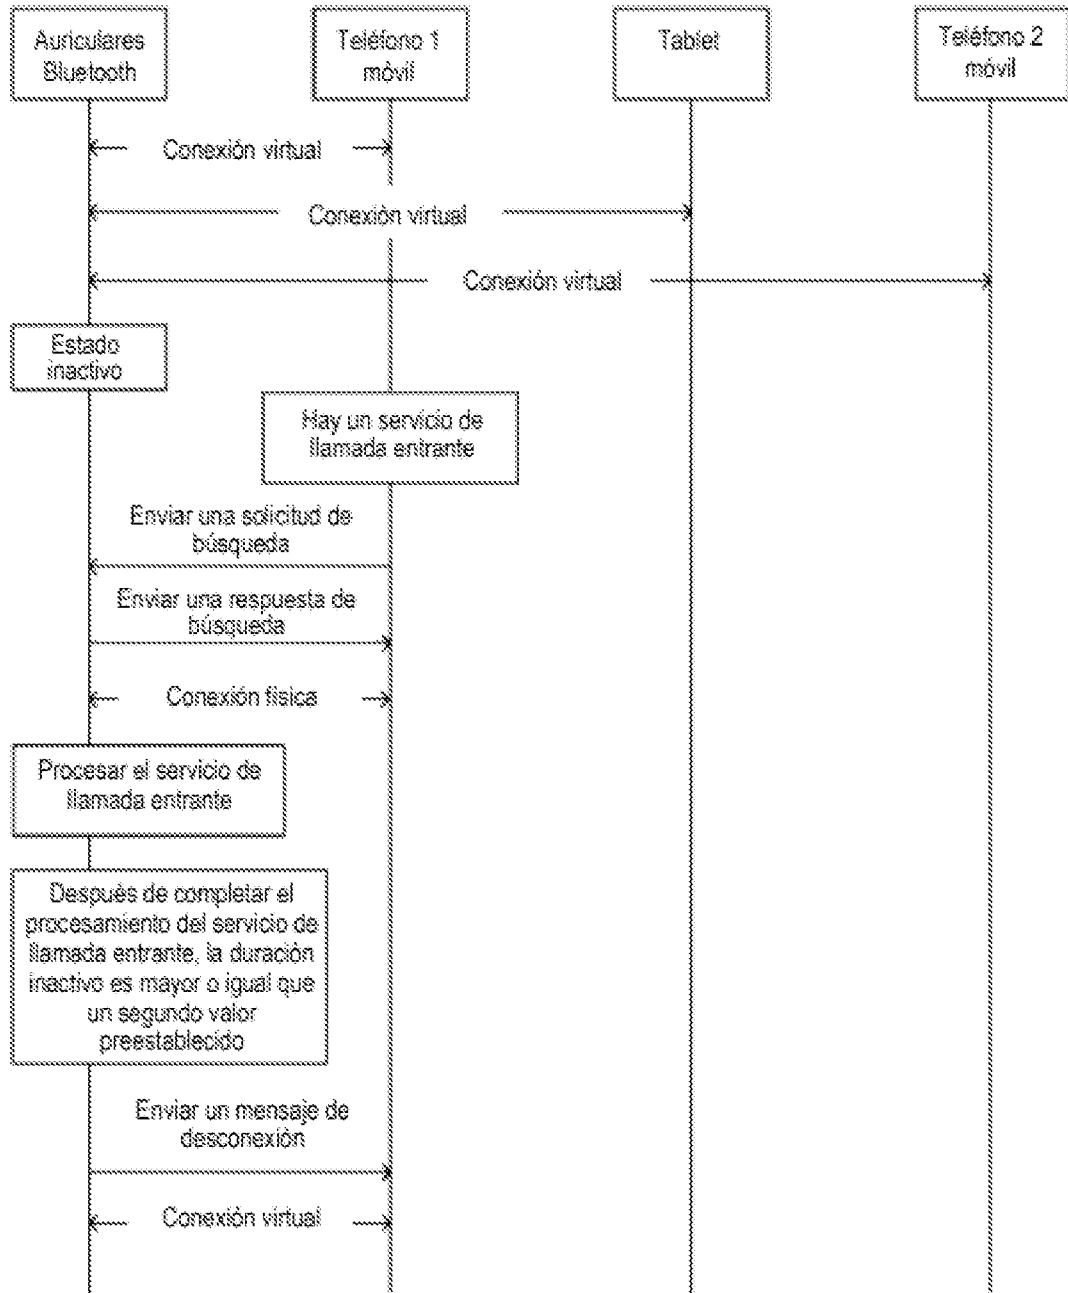 Auriculares
Bluetooth
Teléfono 1
móvil
Tablet
Teléfono 2
móvil
Conexión virtual
Conexión virtual
Conexión virtual
Estado
inactivo
Hay un servicio de
llamada entrante
Enviar una solicitud de
búsqueda
Enviar una respuesta de
búsqueda
Conexión física
Procesar el servicio de
llamada entrante
Después de completar el
procesamiento del servicio de
llamada entrante, la duración
inactivo es mayor o igual que
un segundo valor
preestablecido
Enviar un mensaje de
desconexión
Conexión virtual